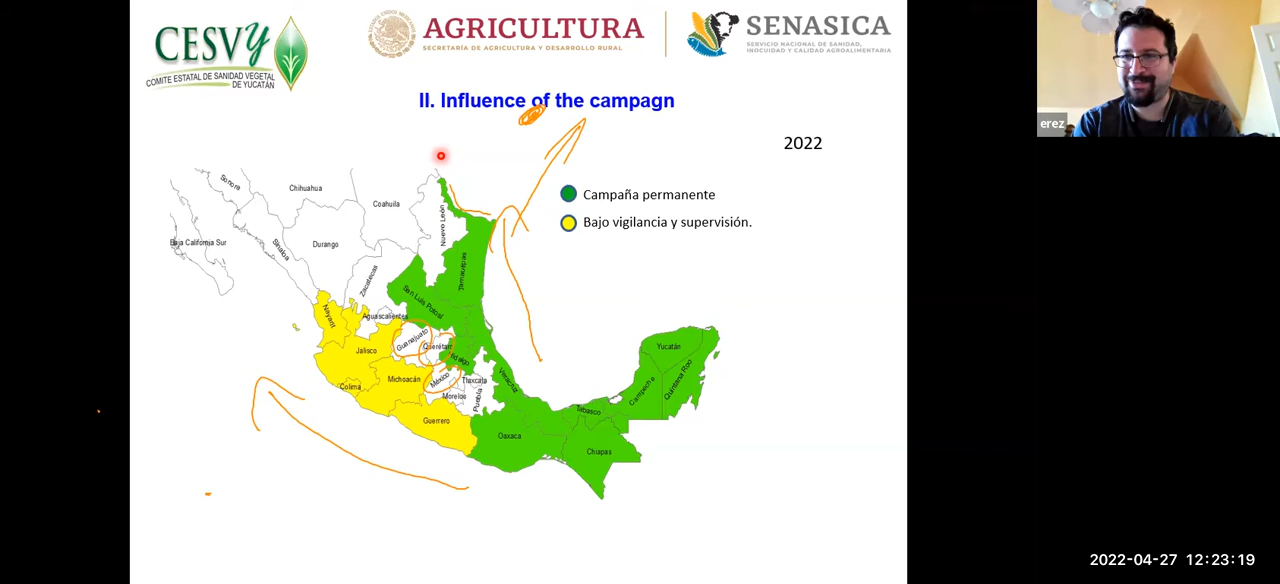 CESVy
COMITE ESTATAL DE SANIDAD VEGETAL
DE YUCATÁN
AGRICULTURA
SECRETARÍA DE AGRICULTURA Y DESARROLLO RURAL
SENASICA
SERVICIO NACIONAL DE SANIDAD,
INOCUIDAD Y CALIDAD AGROALIMENTARIA
erez
II. Influence of the campagn
2022
Campaña permanente
Bajo vigilancia y supervisión.
Sonora
Chihuahua
Coahuila
Nuevo León
Baja California Sur
Sinaloa
Durango
Zacatecas
Tamaulipas
San Luis Potosí
Nayarit
Aguascalientes
Guanajuato
Querétaro
Hidalgo
Jalisco
Yucatán
Quintana Roo
Campeche
Colima
Michoacán
México
Tlaxcala
Morelos
Puebla
Veracruz
Tabasco
Guerrero
Oaxaca
Chiapas
2022-04-27 12:23:19